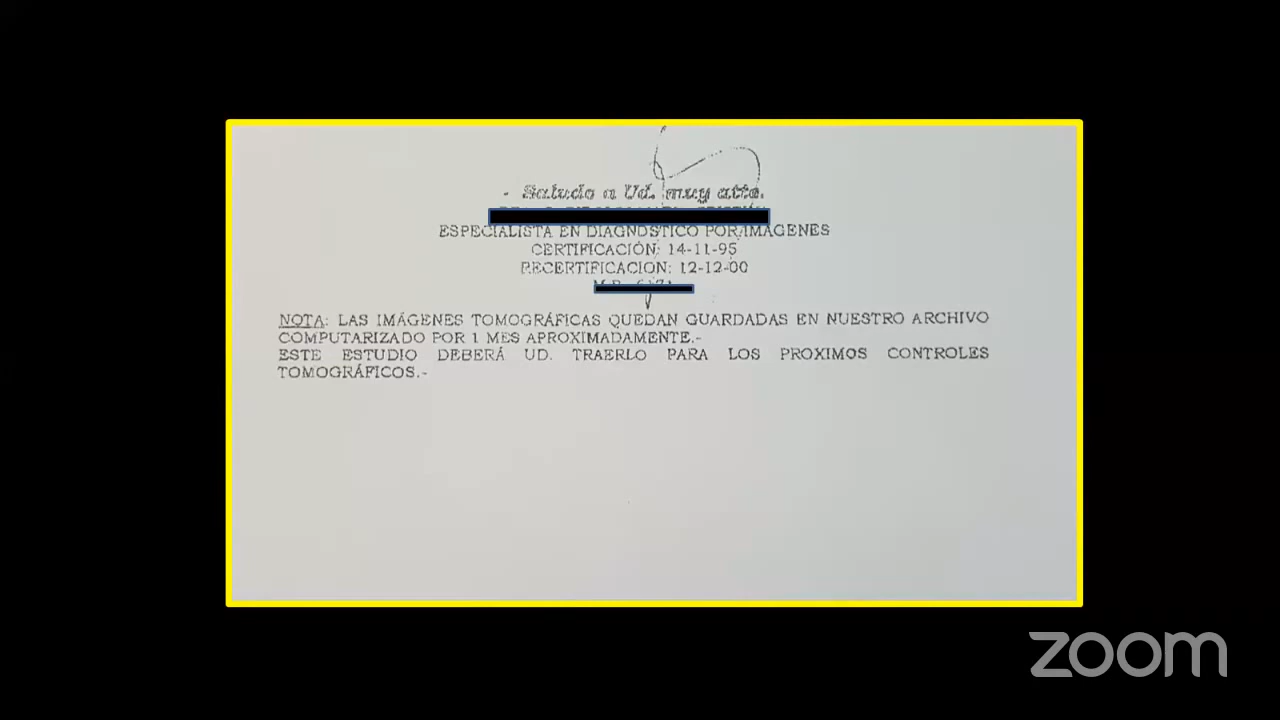 - Saludo a Ud. muy atte.
ESPECIALISTA EN DIAGNÓSTICO POR IMÁGENES
CERTIFICACIÓN: 14-11-95
RECERTIFICACION: 12-12-00
NOTA: LAS IMÁGENES TOMOGRÁFICAS QUEDAN GUARDADAS EN NUESTRO ARCHIVO
COMPUTARIZADO POR 1 MES APROXIMADAMENTE.-
ESTE ESTUDIO DEBERÁ UD. TRAERLO PARA LOS PROXIMOS CONTROLES
TOMOGRÁFICOS.-
zoom